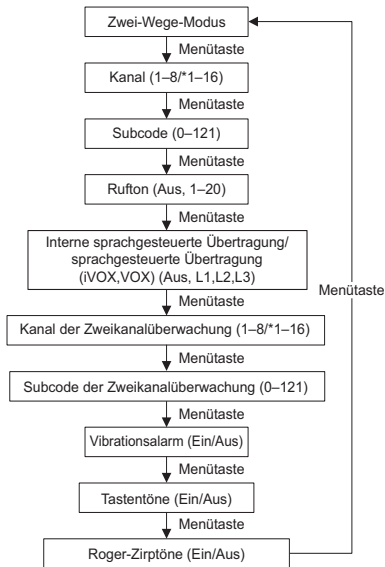 Zwei-Wege-Modus
Menütaste
Kanal (1–8/*1–16)
Menütaste
Subcode (0–121)
Menütaste
Rufton (Aus, 1–20)
Menütaste
Interne sprachgesteuerte Übertragung/
sprachgesteuerte Übertragung
(iVOX,VOX) (Aus, L1,L2,L3)
Menütaste
Menütaste
Kanal der Zweikanalüberwachung (1–8/*1–16)
Menütaste
Subcode der Zweikanalüberwachung (0–121)
Menütaste
Vibrationsalarm (Ein/Aus)
Menütaste
Tastentöne (Ein/Aus)
Menütaste
Roger-Zirptöne (Ein/Aus)